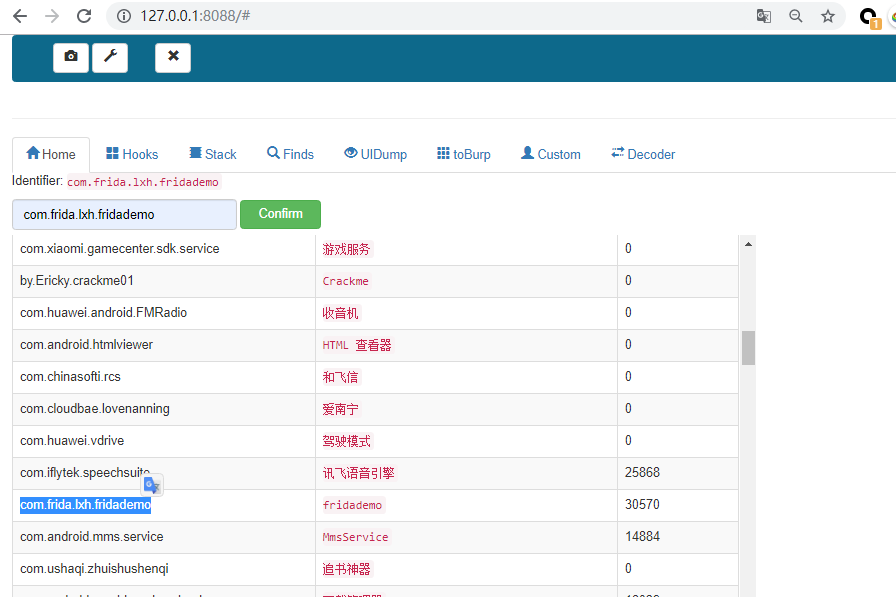 127.0.0.1:8088/#
1
Home Hooks Stack Finds UIDump toBurp Custom Decoder
Identifier: com.frida.lxh.fridademo
com.frida.lxh.fridademo Confirm
com.xiaomi.gamecenter.sdk.service 游戏服务 0
by.Ericky.crackme01 Crackme 0
com.huawei.android.FMRadio 收音机 0
com.android.htmlviewer HTML 查看器 0
com.chinasofti.rcs 和飞信 0
com.cloudbae.lovenanning 爱南宁 0
com.huawei.vdrive 驾驶模式 0
com.iflytek.speechsuite 讯飞语音引擎 25868
com.frida.lxh.fridademo fridademo 30570
com.android.mms.service MmsService 14884
com.ushaqi.zhuishushenqi 追书神器 0